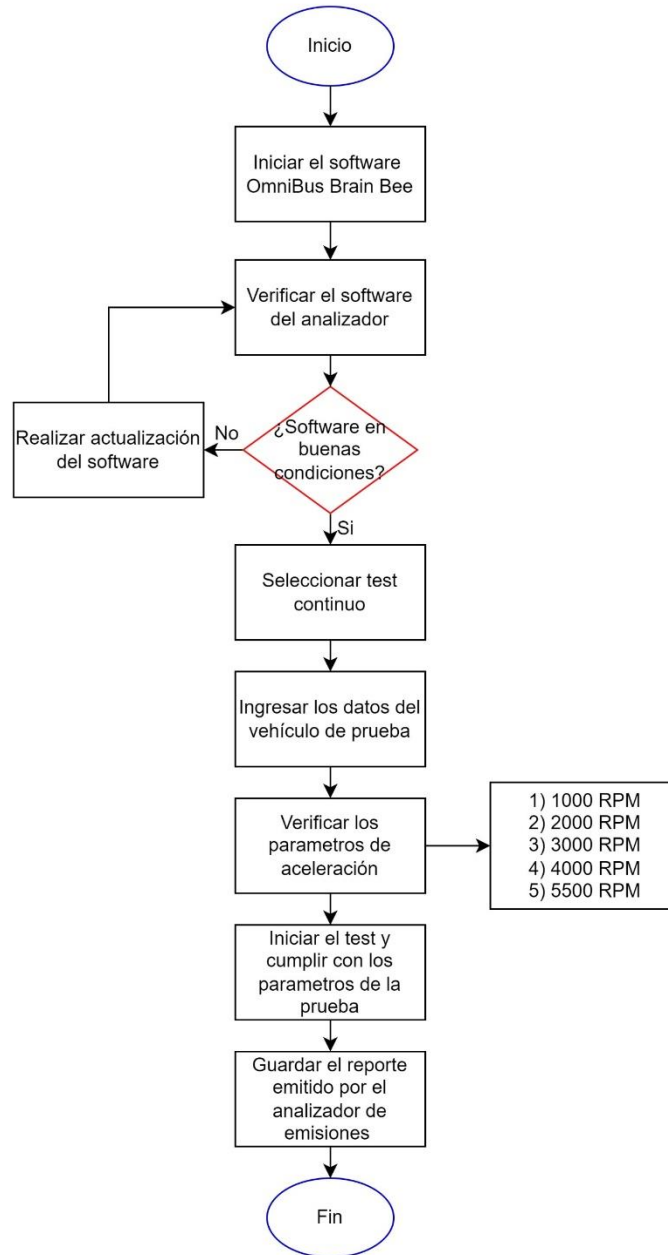 Inicio
Iniciar el software
OmniBus Brain Bee
Verificar el software
del analizador
¿Software en
buenas
condiciones?
No
Realizar actualización
del software
Si
Seleccionar test
continuo
Ingresar los datos del
vehículo de prueba
Verificar los
parametros de
aceleración
1) 1000 RPM
2) 2000 RPM
3) 3000 RPM
4) 4000 RPM
5) 5500 RPM
Iniciar el test y
cumplir con los
parametros de la
prueba
Guardar el reporte
emitido por el
analizador de
emisiones
Fin